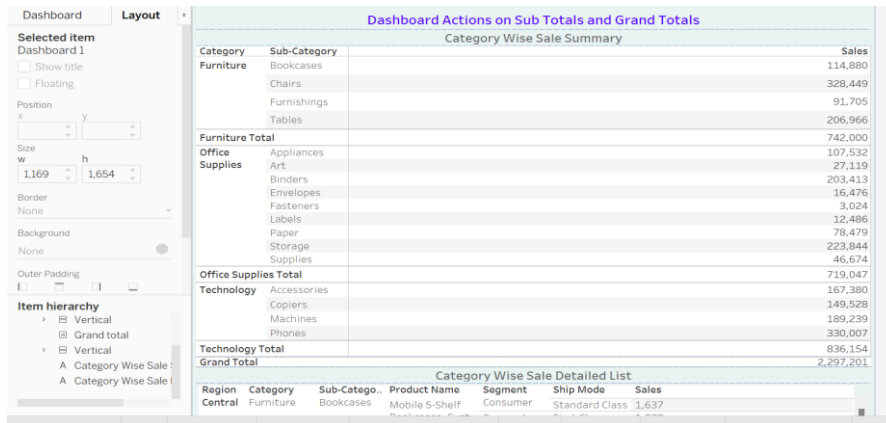 Dashboard
Layout
Selected item
Dashboard 1
Show title
Floating
Position
x y
Size
w h
1,169 1,654
Border
None
Background
None
Outer Padding
Item hierarchy
Vertical
Grand total
Vertical
A Category Wise Sale
A Category Wise Sale
Dashboard Actions on Sub Totals and Grand Totals
Category Wise Sale Summary
Category Sub-Category Sales
Furniture Bookcases 114,880
Chairs 328,449
Furnishings 91,705
Tables 206,966
Furniture Total 742,000
Office Supplies Appliances 107,532
Art 27,119
Binders 203,413
Envelopes 16,476
Fasteners 3,024
Labels 12,486
Paper 78,479
Storage 223,844
Supplies 46,674
Office Supplies Total 719,047
Technology Accessories 167,380
Copiers 149,528
Machines 189,239
Phones 330,007
Technology Total 836,154
Grand Total 2,297,201
Category Wise Sale Detailed List
Region Category Sub-Catego.. Product Name Segment Ship Mode Sales
Central Furniture Bookcases Mobile 5-Shelf Consumer Standard Class 1,637